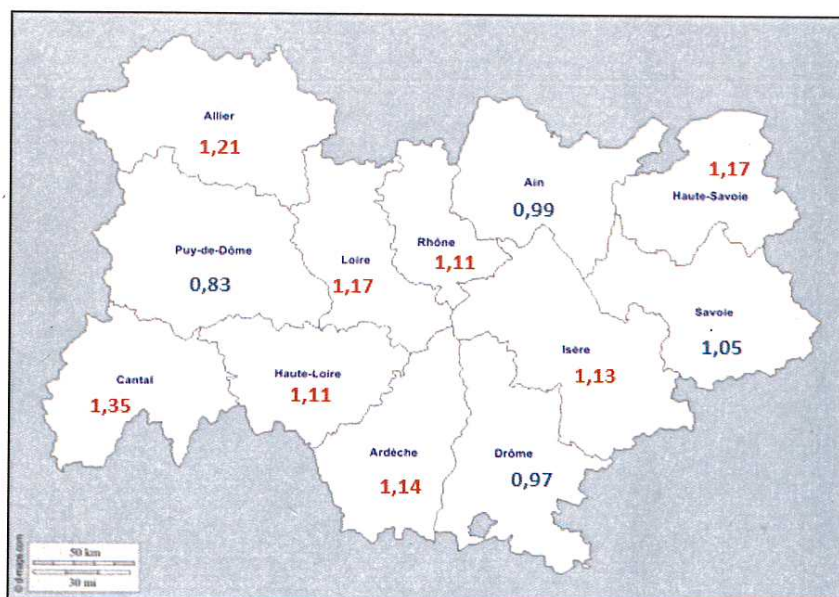 Allier
1,21
Ain
0,99
1,17
Haute-Savoie
Puy-de-Dôme
0,83
Loire
1,17
Rhône
1,11
Savoie
1,05
Isère
1,13
Cantal
1,35
Haute-Loire
1,11
Ardèche
1,14
Drôme
0,97
50 km
30 mi
© d-maps.com